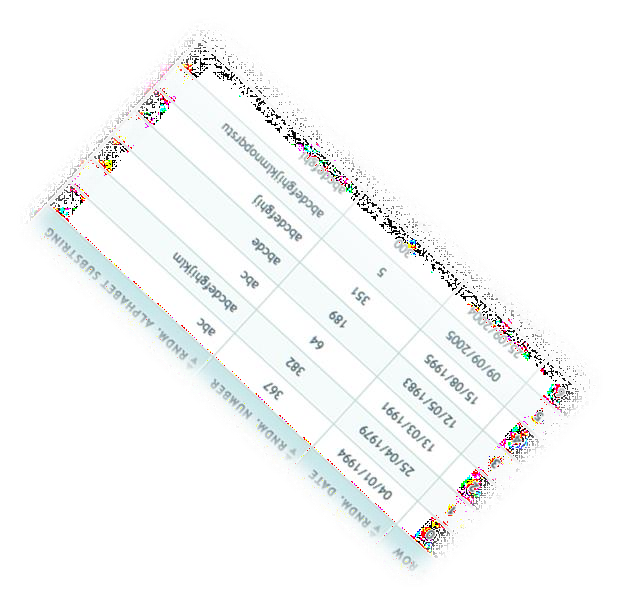 ROW RNDM. DATE RNDM. NUMBER RNDM. ALPHABET SUBSTRING
04/01/1994 367 abc
25/04/1979 382 abcdefghijklm
13/03/1991 64 abc
12/05/1983 189 abcde
15/08/1995 351 abcdefghij
09/09/2005 5 abcdefghijklmnopqrstu